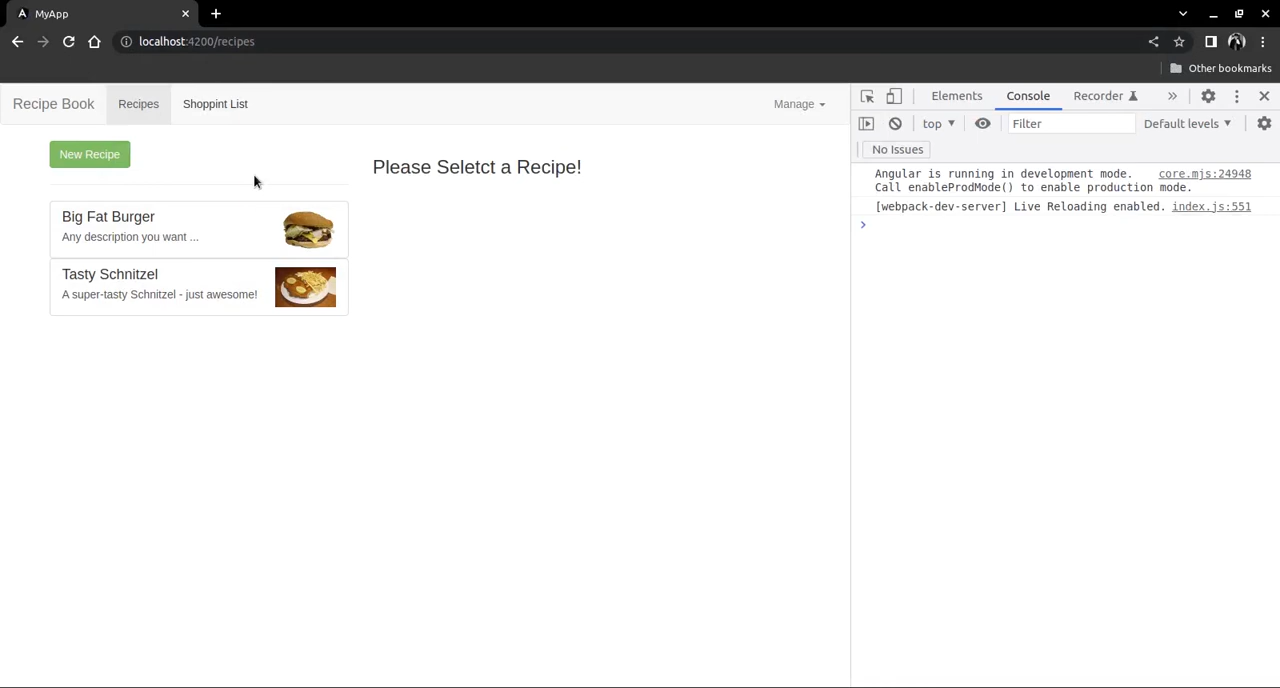 MyApp
localhost:4200/recipes
Other bookmarks
Recipe Book Recipes Shoppint List Manage
New Recipe
Please Seletct a Recipe!
Big Fat Burger
Any description you want ...
Tasty Schnitzel
A super-tasty Schnitzel - just awesome!
Elements Console Recorder
top Filter Default levels
No Issues
Angular is running in development mode. core.mjs:24948
Call enableProdMode() to enable production mode.
[webpack-dev-server] Live Reloading enabled. index.js:551